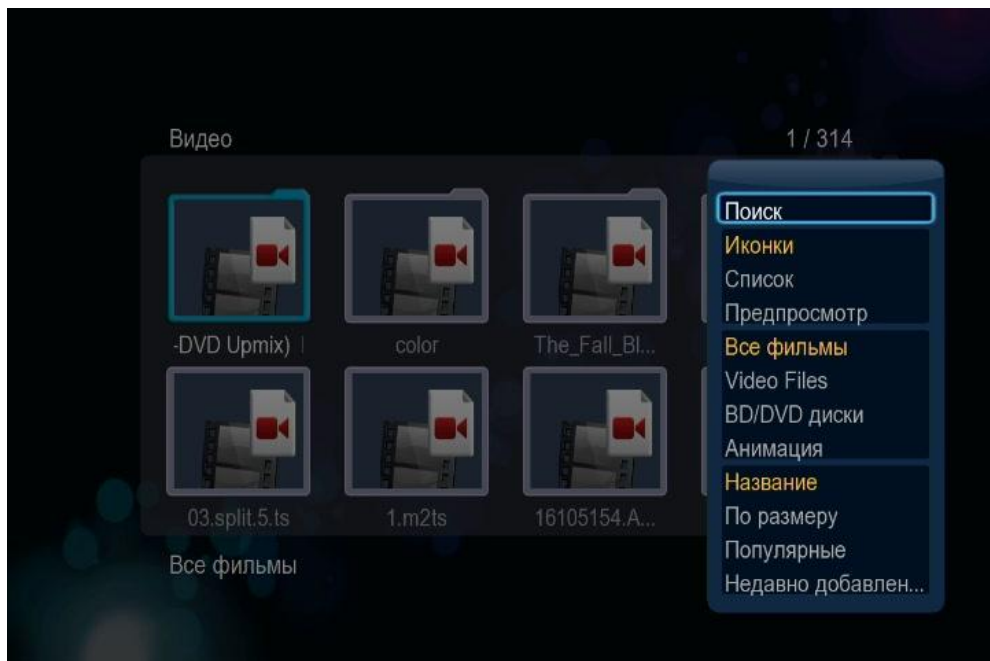 Видео
1 / 314
-DVD Upmix)
color
The_Fall_Bl...
03.split.5.ts
1.m2ts
16105154.A...
Все фильмы
Поиск
Иконки
Список
Предпросмотр
Все фильмы
Video Files
BD/DVD диски
Анимация
Название
По размеру
Популярные
Недавно добавлен...